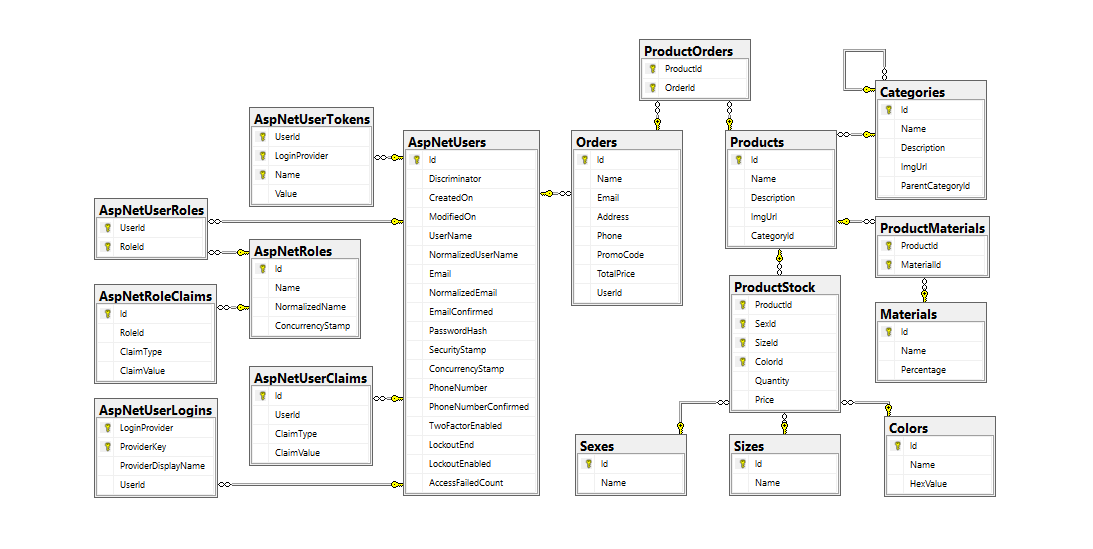 ProductOrders
ProductId
OrderId
Categories
Id
Name
Description
ImgUrl
ParentCategoryId
AspNetUserTokens
UserId
LoginProvider
Name
Value
AspNetUsers
Id
Discriminator
CreatedOn
ModifiedOn
UserName
NormalizedUserName
Email
NormalizedEmail
EmailConfirmed
PasswordHash
SecurityStamp
ConcurrencyStamp
PhoneNumber
PhoneNumberConfirmed
TwoFactorEnabled
LockoutEnd
LockoutEnabled
AccessFailedCount
Orders
Id
Name
Email
Address
Phone
PromoCode
TotalPrice
UserId
Products
Id
Name
Description
ImgUrl
CategoryId
AspNetUserRoles
UserId
RoleId
AspNetRoles
Id
Name
NormalizedName
ConcurrencyStamp
ProductMaterials
ProductId
MaterialId
AspNetRoleClaims
Id
RoleId
ClaimType
ClaimValue
ProductStock
ProductId
SexId
SizeId
ColorId
Quantity
Price
Materials
Id
Name
Percentage
AspNetUserClaims
Id
UserId
ClaimType
ClaimValue
AspNetUserLogins
LoginProvider
ProviderKey
ProviderDisplayName
UserId
Sexes
Id
Name
Sizes
Id
Name
Colors
Id
Name
HexValue